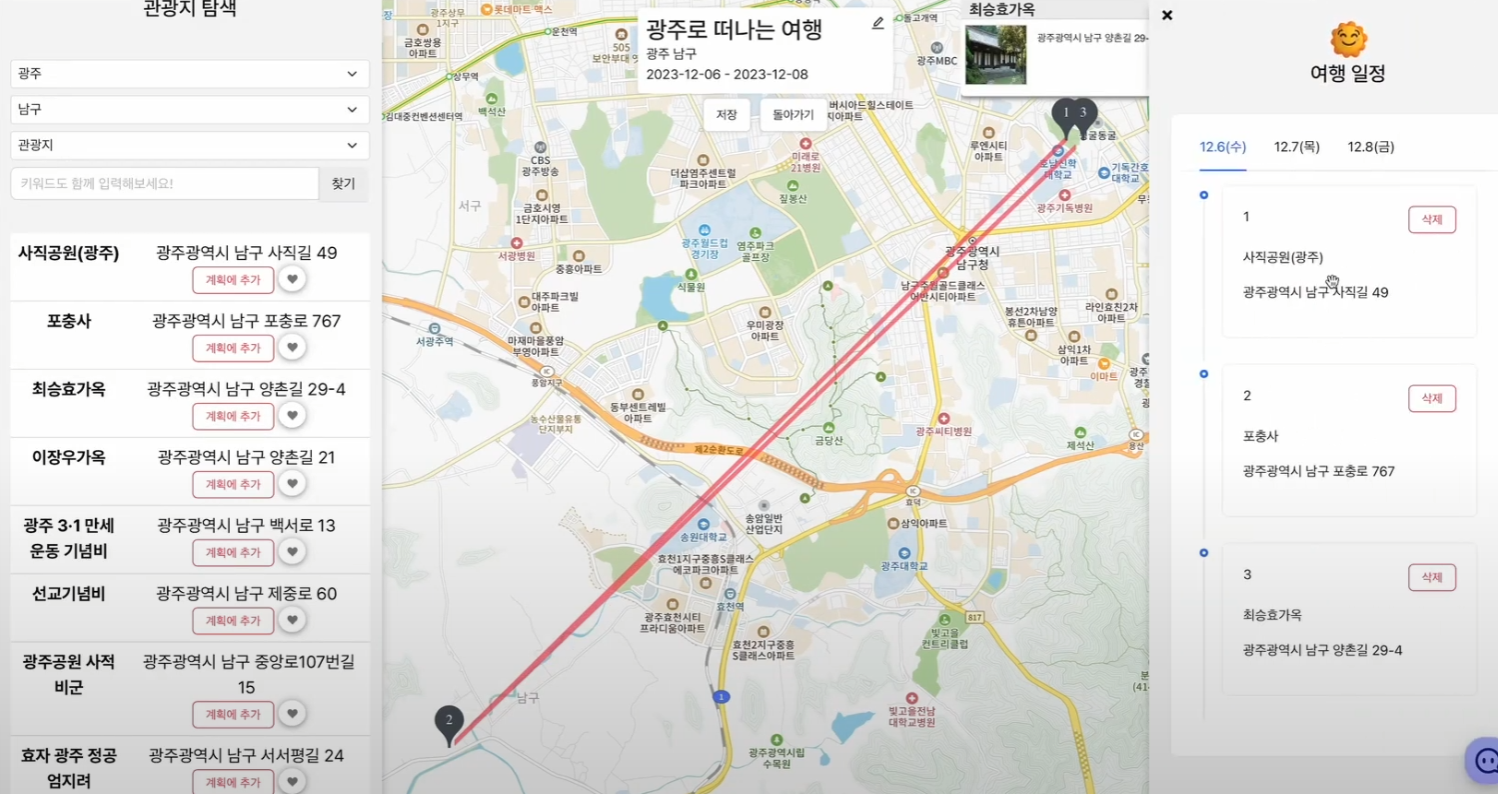 관광지 탐색
광주
남구
관광지
키워드도 함께 입력해보세요!
찾기
사직공원(광주)
광주광역시 남구 사직길 49
계획에 추가
포충사
광주광역시 남구 포충로 767
계획에 추가
최승효가옥
광주광역시 남구 양촌길 29-4
계획에 추가
이장우가옥
광주광역시 남구 양촌길 21
계획에 추가
광주 3·1 만세
운동 기념비
광주광역시 남구 백서로 13
계획에 추가
선교기념비
광주광역시 남구 제중로 60
계획에 추가
광주공원 사적
비군
광주광역시 남구 중앙로107번길
15
계획에 추가
효자 광주 정공
엄지려
광주광역시 남구 서서평길 24
계획에 추가
광주로 떠나는 여행
광주 남구
2023-12-06 - 2023-12-08
저장
돌아가기
최승효가옥
광주광역시 남구 양촌길 29-
광주상무
1지구
롯데마트 맥스
금호쌍용
아파트
운천역
505
보안부대
상무역
돌고개역
광주MBC
김대중컨벤션센터역
백석산
버시아드힐스테이트
지아파트
CBS
광주방송
더샵염주센트럴
파크아파트
미래로
21병원
짚봉산
루엔시티
아파트
호남신학
대학교
기독간호
대학교
광주기독병원
서구
금호시영
1단지아파트
서광병원
중흥아파트
광주월드컵
경기장
염주파크
골프장
광주광역시
남구청
식물원
대주파크빌
아파트
서광주역
마재마을풍암
부영아파트
풍암지구
우미광장
아파트
봉선2차남양
휴튼아파트
라인효친2차
아파트
삼익1차
아파트
이마트
동부센트레빌
아파트
농수산물유통
단지부지
금당산
광주씨티병원
제석산
IC
용산
제2순환도로
IC
효덕
송암일반
산업단지
삼익아파트
송원대학교
효천1지구중흥S클래스
에코파크아파트
광주대학교
효천역
광주효천시티
프라디움아파트
효천2지구중흥
S클래스아파트
817
빛고을
컨트리클럽
남구
1
빛고을전남
대학교병원
광주광역시립
수목원
1
3
2
여행 일정
12.6(수)
12.7(목)
12.8(금)
1
삭제
사직공원(광주)
광주광역시 남구 사직길 49
2
삭제
포충사
광주광역시 남구 포충로 767
3
삭제
최승효가옥
광주광역시 남구 양촌길 29-4